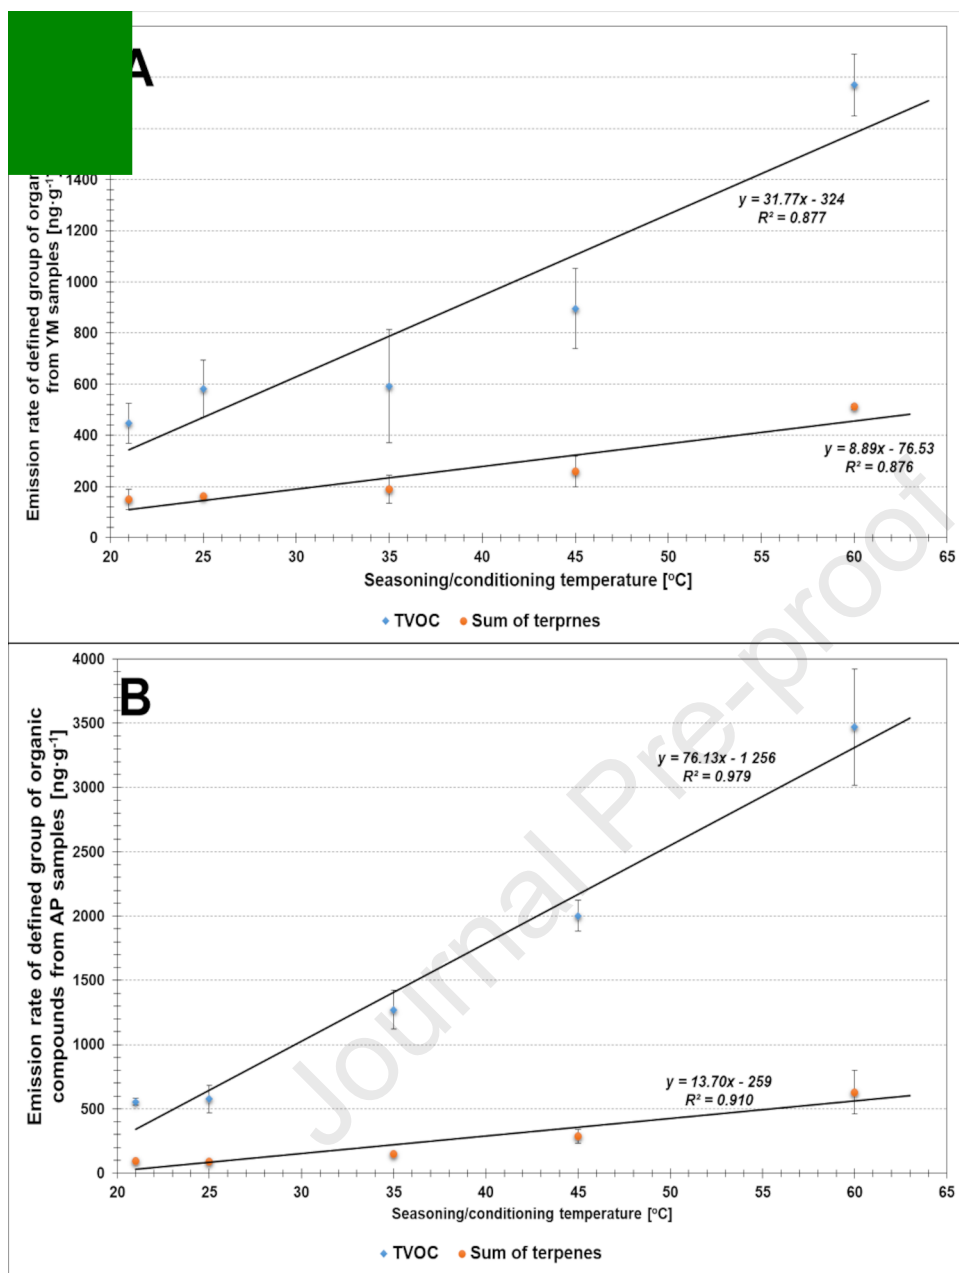 A
1400
1200
1000
800
600
400
200
0
20 25 30 35 40 45 50 55 60 65
Emission rate of defined group of
from YM samples [ng·g⁻¹
y = 31.77x - 324
R² = 0.877
y = 8.89x - 76.53
R² = 0.876
Seasoning/conditioning temperature [ºC]
TVOC Sum of terprnes
B
4000
3500
3000
2500
2000
1500
1000
500
0
20 25 30 35 40 45 50 55 60 65
Emission rate of defined group of organic
compounds from AP samples [ng·g⁻¹]
y = 76.13x - 1 256
R² = 0.979
y = 13.70x - 259
R² = 0.910
Seasoning/conditioning temperature [ºC]
TVOC Sum of terpenes
Journal Pre-proof